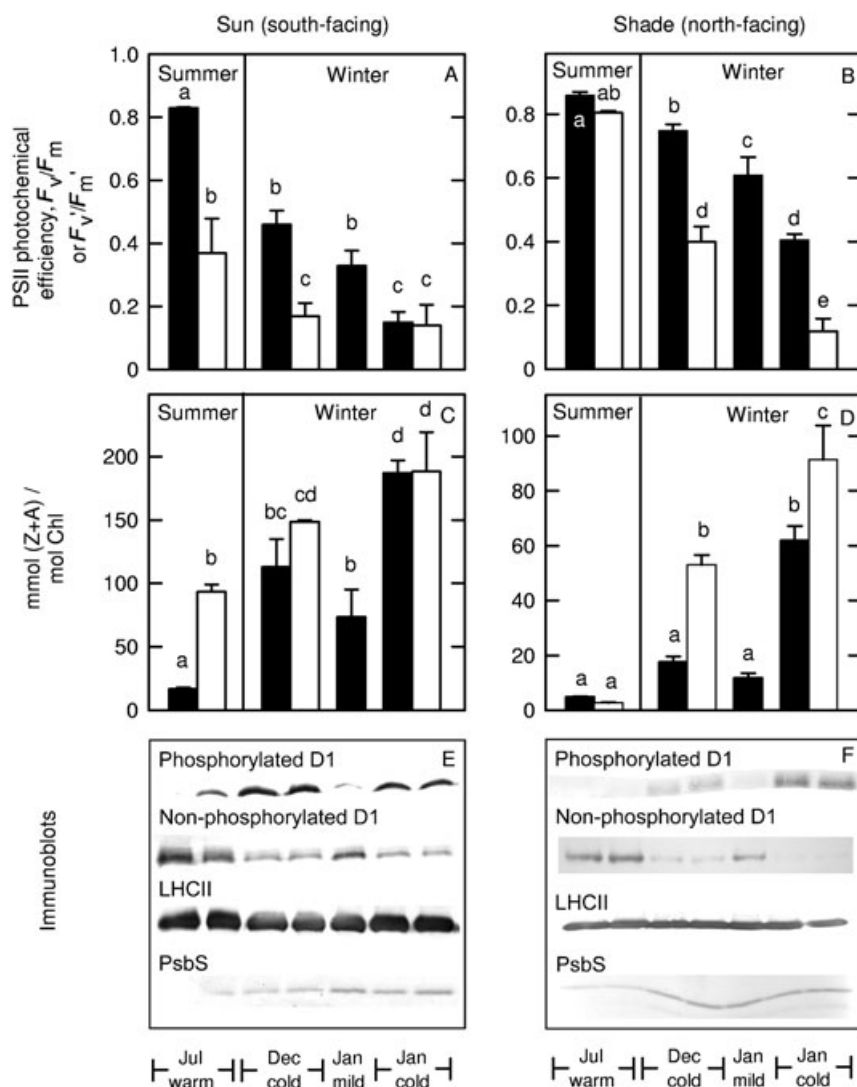 Sun (south-facing)
Shade (north-facing)
PSII photochemical
efficiency, Fv/Fm
or Fv'/Fm'
1.0
0.8
0.6
0.4
0.2
0
Summer
Winter
A
a
b
b
c
b
c
c
0.8
0.6
0.4
0.2
0
Summer
Winter
B
a
ab
b
d
c
d
e
mmol (Z+A) /
mol Chl
200
150
100
50
0
Summer
Winter
C
a
b
bc
cd
b
d
d
100
80
60
40
20
0
Summer
Winter
D
a
a
a
b
a
b
c
Immunoblots
Phosphorylated D1
E
Non-phosphorylated D1
LHCII
PsbS
Phosphorylated D1
F
Non-phosphorylated D1
LHCII
PsbS
Jul
warm
Dec
cold
Jan
mild
Jan
cold
Jul
warm
Dec
cold
Jan
mild
Jan
cold